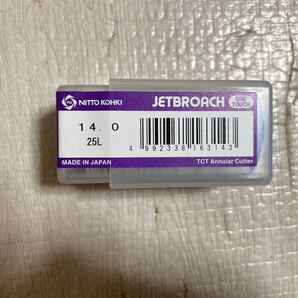 NITTO KOHKI
JETBROACH ONE TOUCH
14.0
25L
4 992338 163143
MADE IN JAPAN
TCT Annular Cutter